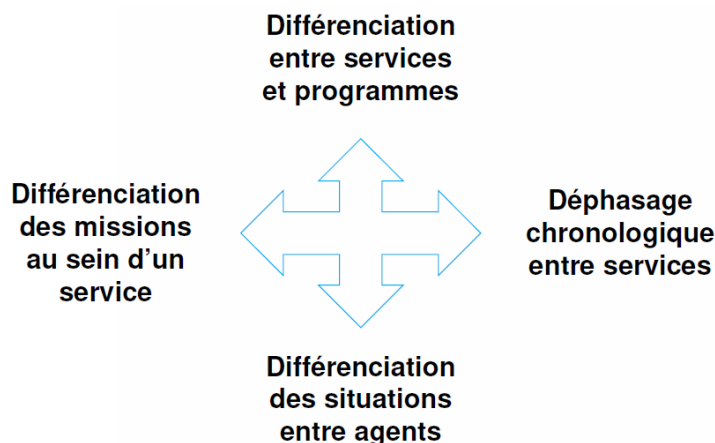 Différenciation
entre services
et programmes
Différenciation
des missions
au sein d'un
service
Déphasage
chronologique
entre services
Différenciation
des situations
entre agents